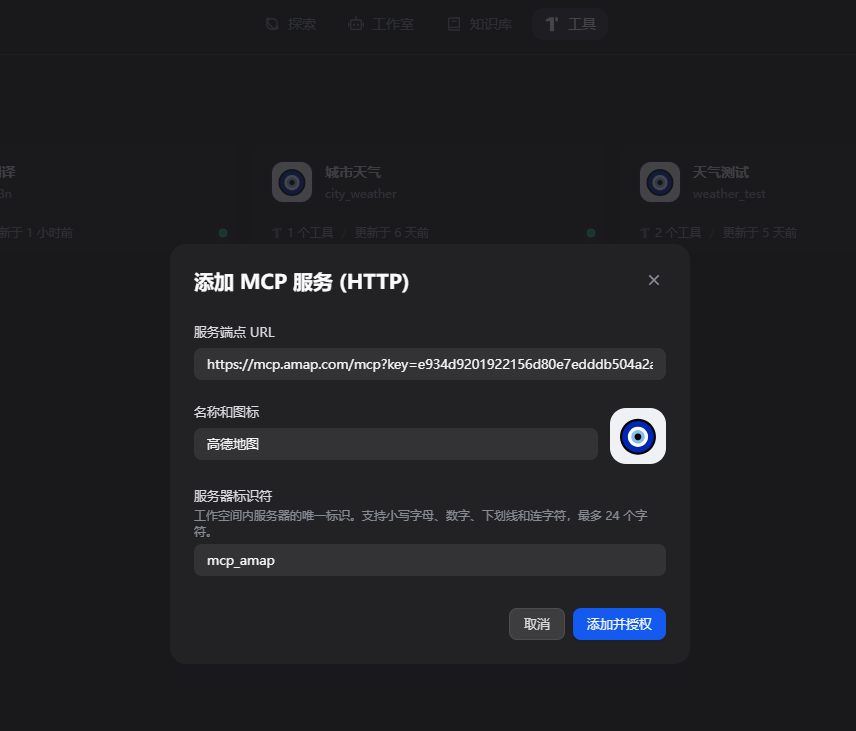 探索 工作室 知识库 工具
城市天气 天气测试
city_weather weather_test
新于 1 小时前 1 个工具 / 更新于 6 天前 2 个工具 / 更新于 5 天前
添加 MCP 服务 (HTTP)
服务端点 URL
https://mcp.amap.com/mcp?key=e934d9201922156d80e7edddb504a2a
名称和图标
高德地图
服务器标识符
工作空间内服务器的唯一标识。支持小写字母、数字、下划线和连字符，最多 24 个字
符。
mcp_amap
取消 添加并授权